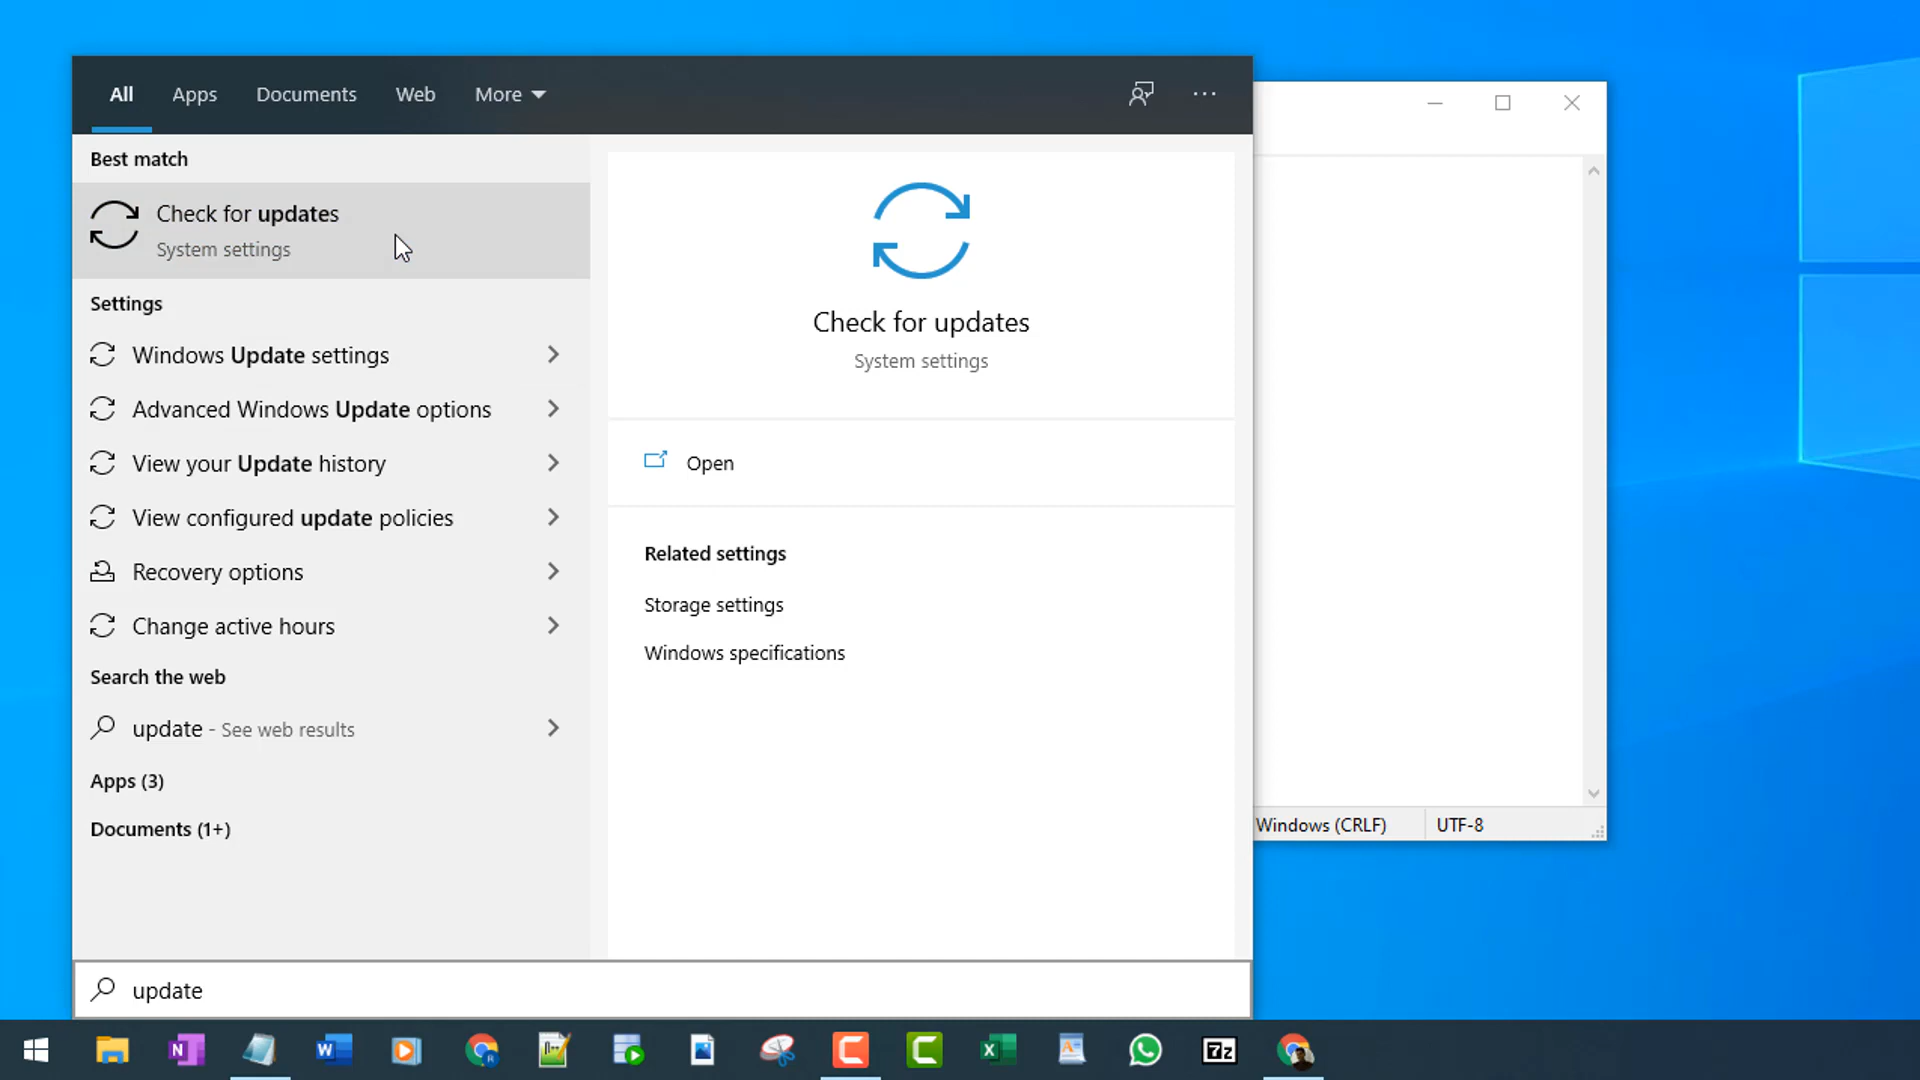 All Apps Documents Web More
Best match
Check for updates
System settings
Settings
Windows Update settings
Advanced Windows Update options
View your Update history
View configured update policies
Recovery options
Change active hours
Search the web
update - See web results
Apps (3)
Documents (1+)
Check for updates
System settings
Open
Related settings
Storage settings
Windows specifications
Windows (CRLF) UTF-8
update
N W R X 7z